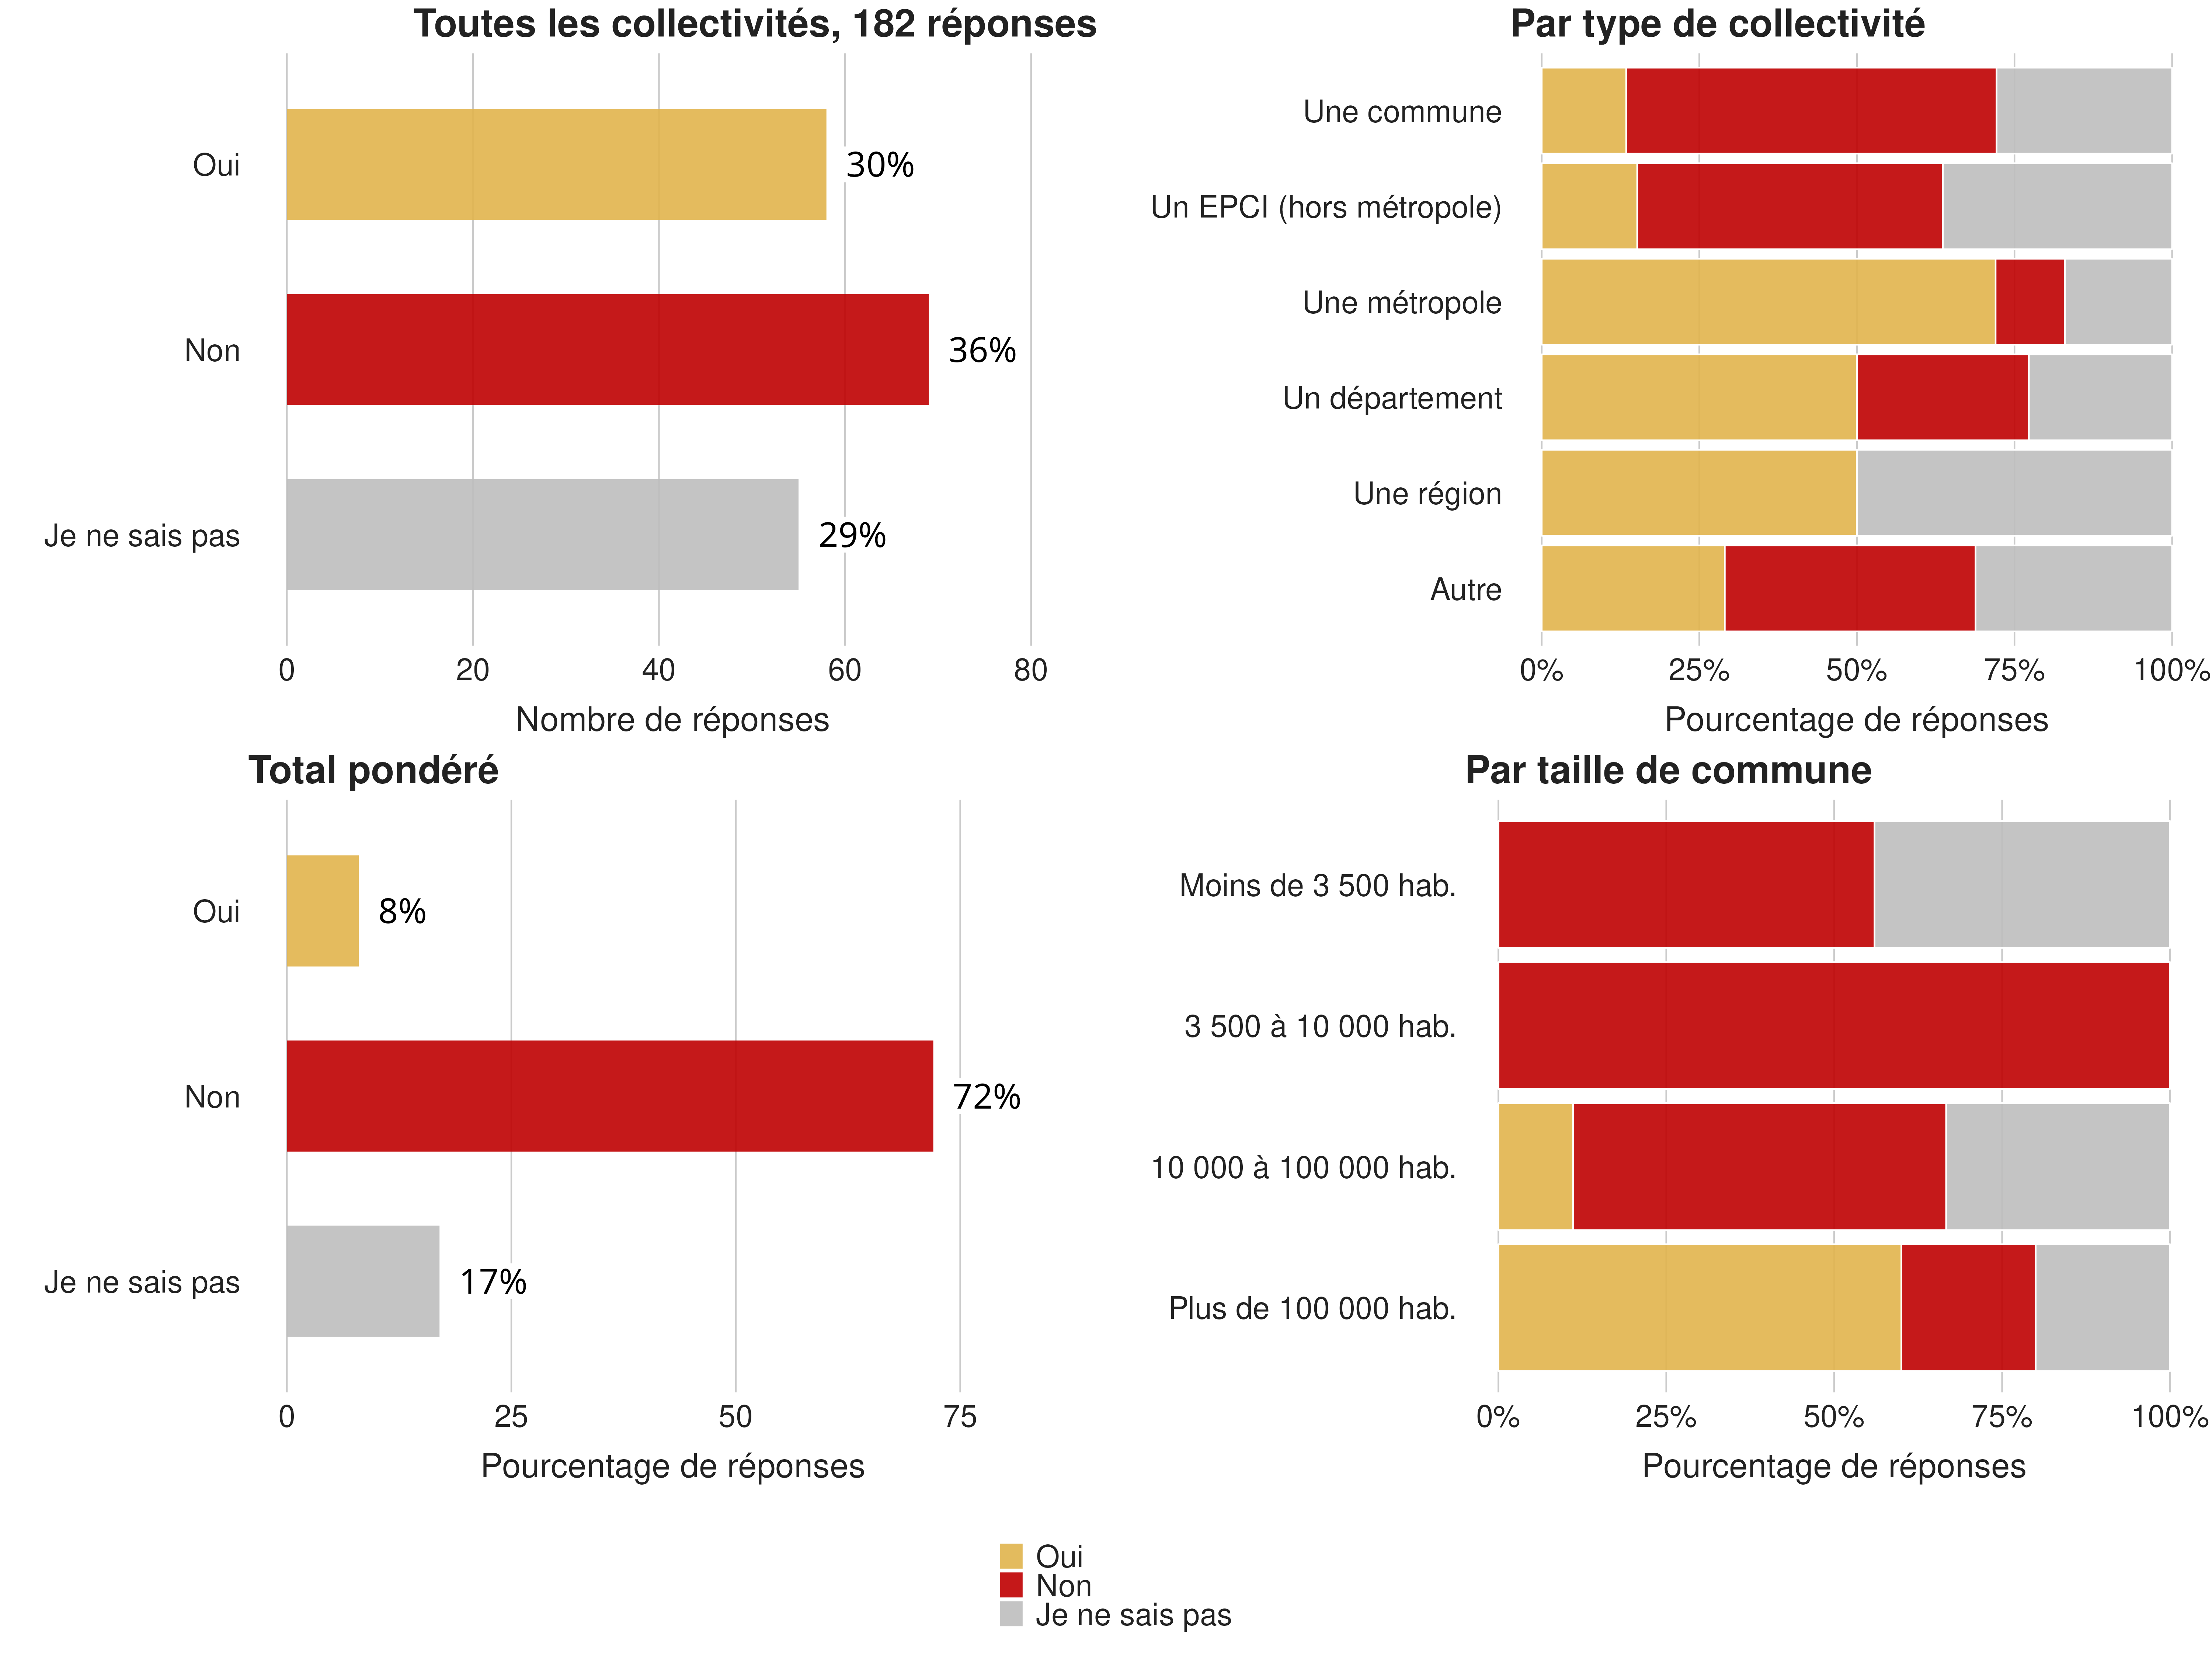 Toutes les collectivités, 182 réponses
Oui
30%
Non
36%
Je ne sais pas
29%
0 20 40 60 80
Nombre de réponses
Par type de collectivité
Une commune
Un EPCI (hors métropole)
Une métropole
Un département
Une région
Autre
0% 25% 50% 75% 100%
Pourcentage de réponses
Total pondéré
Oui
8%
Non
72%
Je ne sais pas
17%
0 25 50 75
Pourcentage de réponses
Par taille de commune
Moins de 3 500 hab.
3 500 à 10 000 hab.
10 000 à 100 000 hab.
Plus de 100 000 hab.
0% 25% 50% 75% 100%
Pourcentage de réponses
Oui
Non
Je ne sais pas